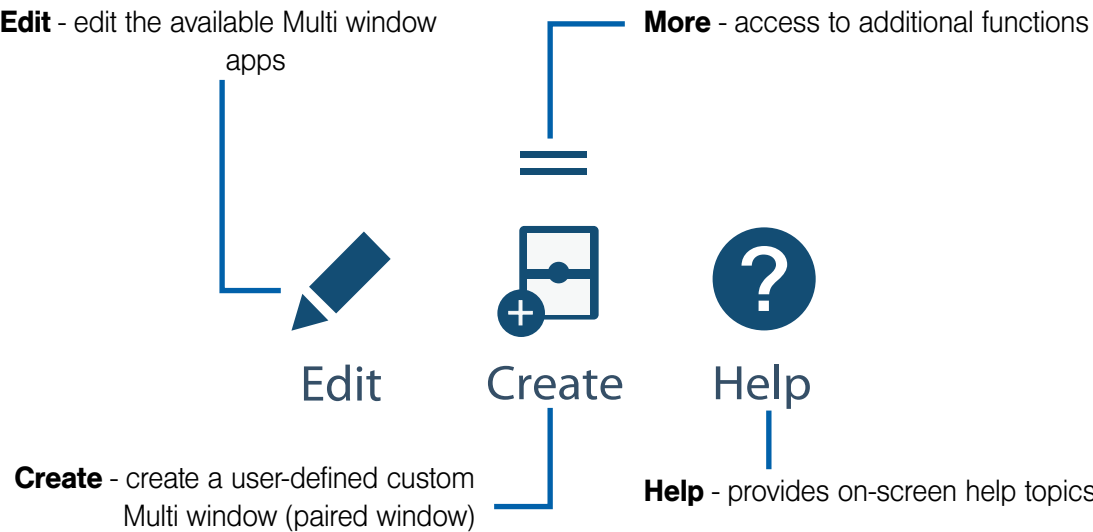 Edit - edit the available Multi window
apps
More - access to additional functions
?
Edit
Create
Help
Create - create a user-defined custom
Multi window (paired window)
Help - provides on-screen help topics